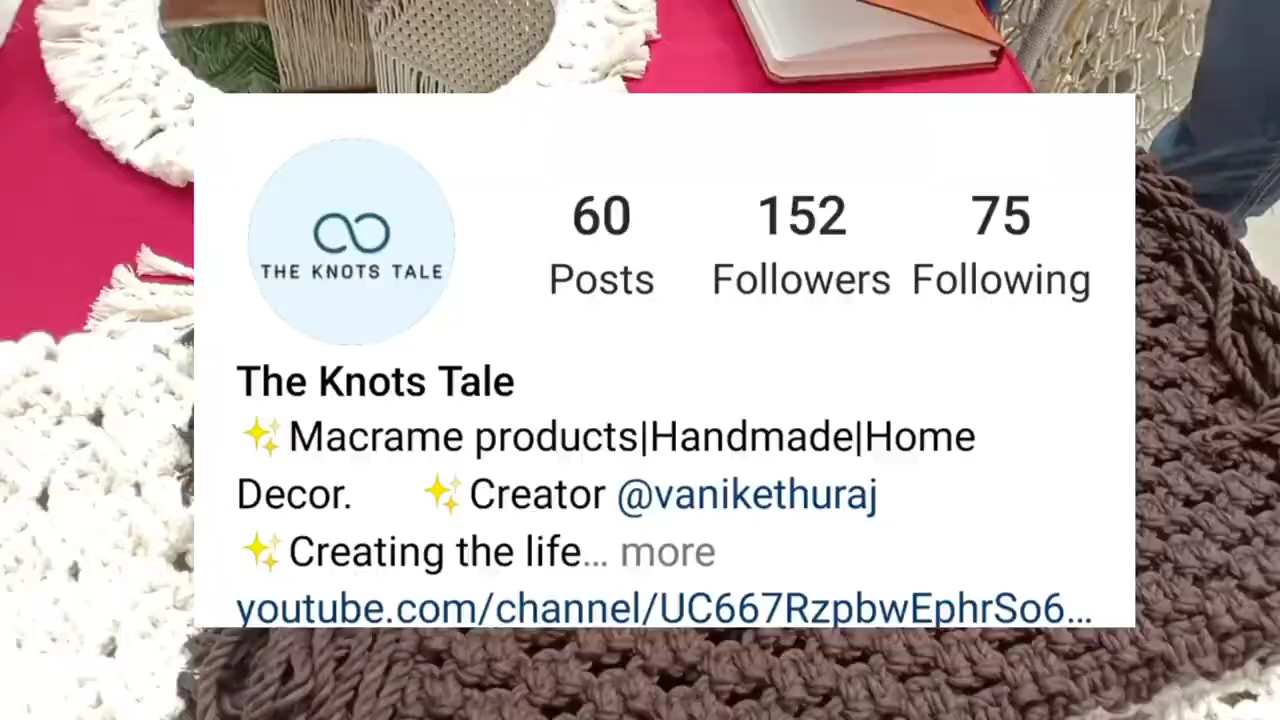 THE KNOTS TALE
60 152 75
Posts Followers Following
The Knots Tale
✨Macrame products|Handmade|Home
Decor. ✨Creator @vanikethuraj
✨Creating the life... more
youtube.com/channel/UC667RzpbwEphrSo6...